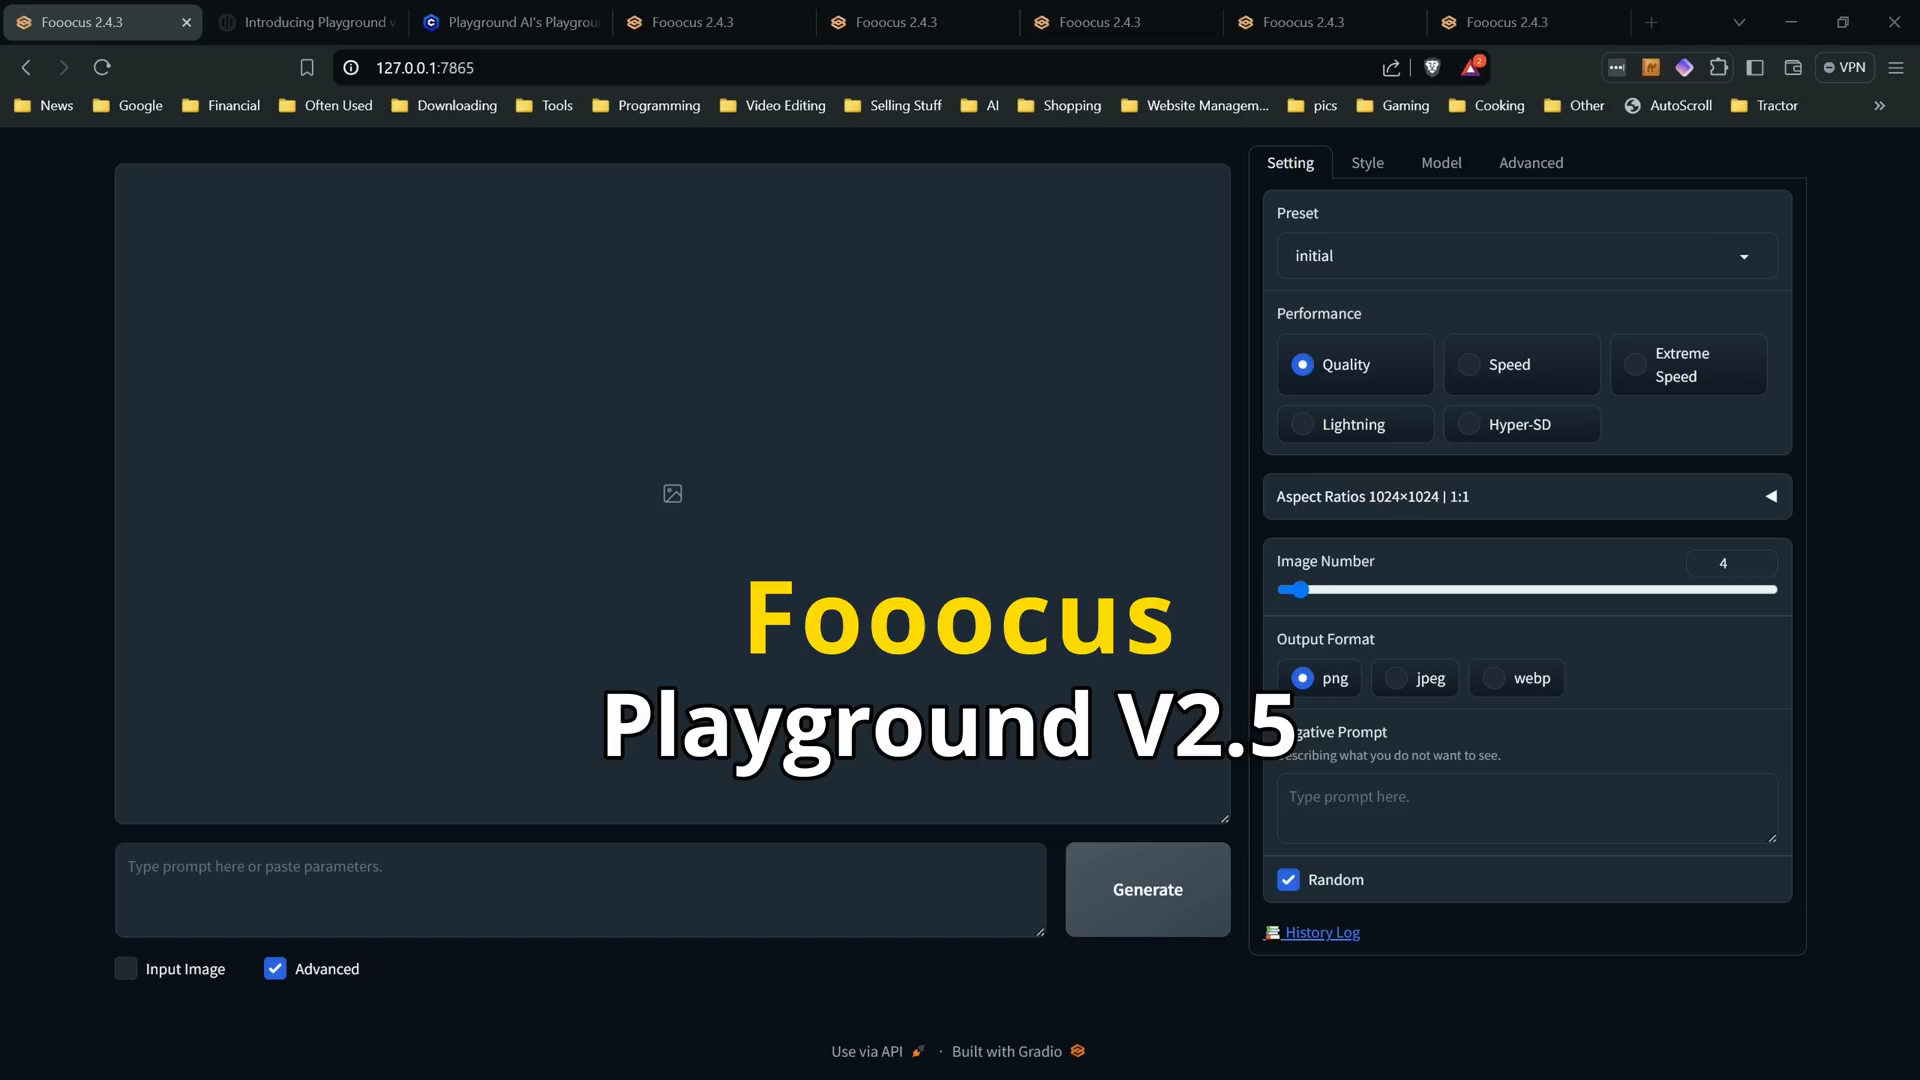 Fooocus 2.4.3
Introducing Playground v
Playground AI's Playgroun
Fooocus 2.4.3
Fooocus 2.4.3
Fooocus 2.4.3
Fooocus 2.4.3
Fooocus 2.4.3
127.0.0.1:7865
2
VPN
News
Google
Financial
Often Used
Downloading
Tools
Programming
Video Editing
Selling Stuff
AI
Shopping
Website Managem...
pics
Gaming
Cooking
Other
AutoScroll
Tractor
Setting
Style
Model
Advanced
Preset
initial
Performance
Quality
Speed
Extreme
Speed
Lightning
Hyper-SD
Aspect Ratios 1024×1024 | 1:1
Image Number
4
Output Format
png
jpeg
webp
Fooocus
Playground V2.5
gative Prompt
escribing what you do not want to see.
Type prompt here.
Random
History Log
Type prompt here or paste parameters.
Generate
Input Image
Advanced
Use via API
· Built with Gradio